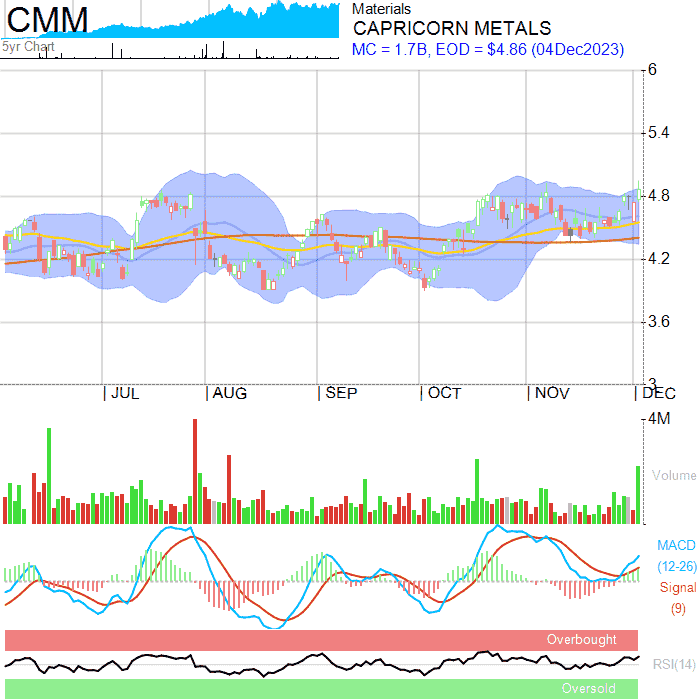 CMM
5yr Chart
Materials
CAPRICORN METALS
MC = 1.7B, EOD = $4.86 (04Dec2023)
6
5.4
4.8
4.2
3.6
3
JUL AUG SEP OCT NOV DEC
4M
Volume
MACD
(12-26)
Signal
(9)
Overbought
RSI(14)
Oversold